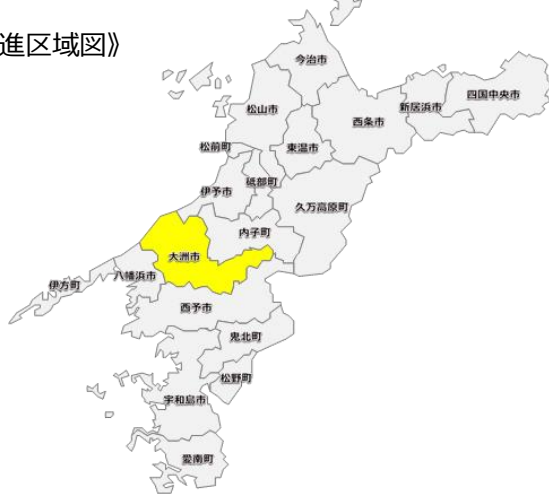 進区域図》
今治市
四国中央市
新居浜市
松山市
西条市
松前町
東温市
砥部町
伊予市
久万高原町
内子町
大洲市
八幡浜市
伊方町
西予市
鬼北町
松野町
宇和島市
愛南町